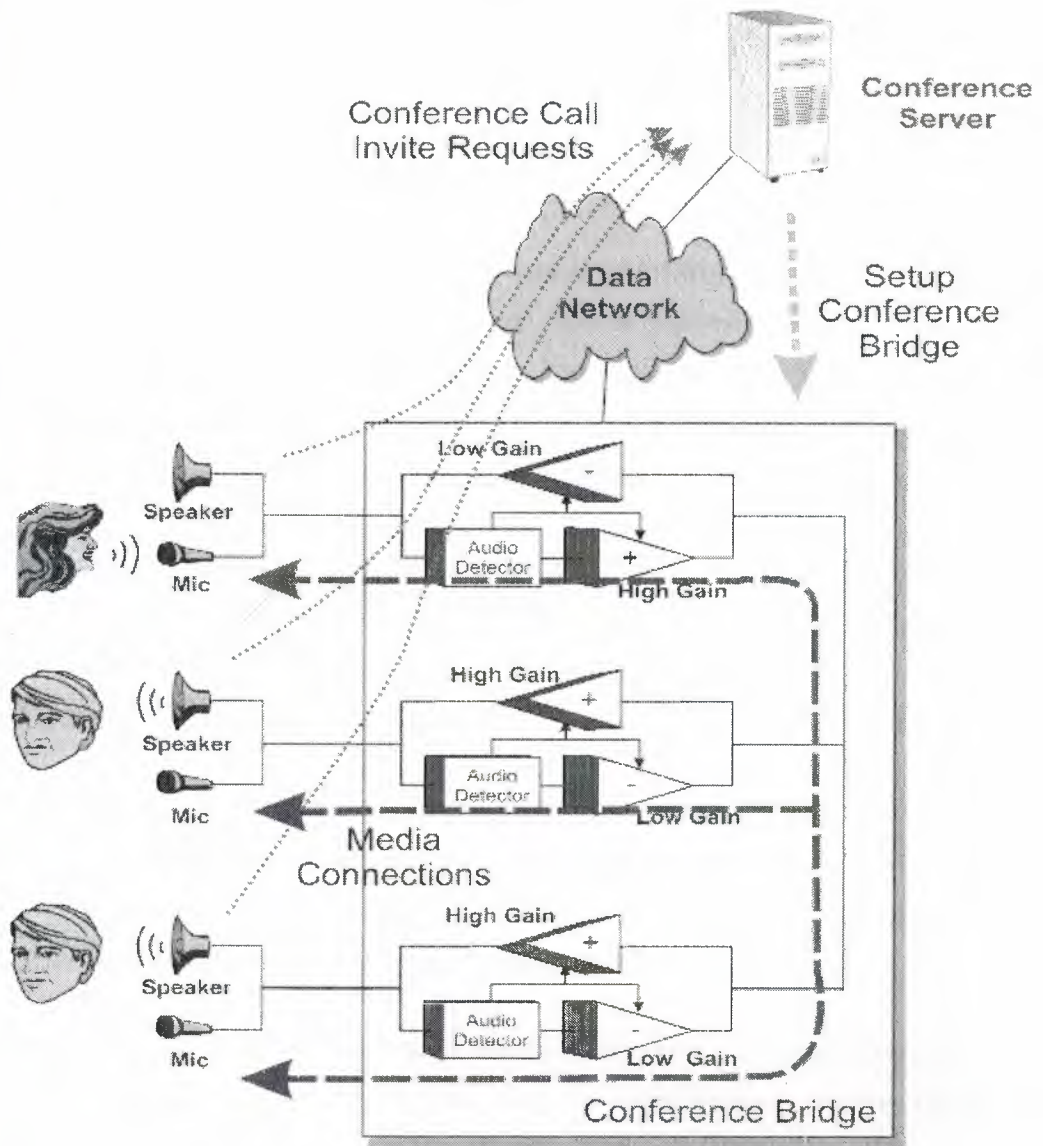 Conference
Server
Conference Call
Invite Requests
Data
Network
Setup
Conference
Bridge
Low Gain
-
Speaker
Audio
Detector
+
Mic
High Gain
High Gain
+
Speaker
Audio
Detector
-
Mic
Low Gain
Media
Connections
High Gain
+
Speaker
Audio
Detector
-
Mic
Low Gain
Conference Bridge